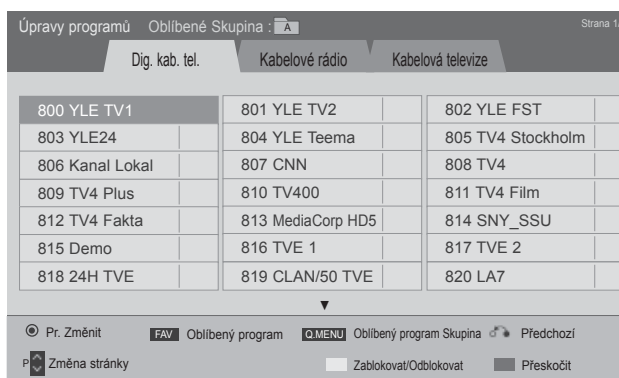 Úpravy programů Oblíbené Skupina : A Strana 1/
Dig. kab. tel. Kabelové rádio Kabelová televize
800 YLE TV1 801 YLE TV2 802 YLE FST
803 YLE24 804 YLE Teema 805 TV4 Stockholm
806 Kanal Lokal 807 CNN 808 TV4
809 TV4 Plus 810 TV400 811 TV4 Film
812 TV4 Fakta 813 MediaCorp HD5 814 SNY_SSU
815 Demo 816 TVE 1 817 TVE 2
818 24H TVE 819 CLAN/50 TVE 820 LA7
▼
Pr. Změnit FAV Oblíbený program Q.MENU Oblíbený program Skupina Předchozí
P Změna stránky Zablokovat/Odblokovat Přeskočit